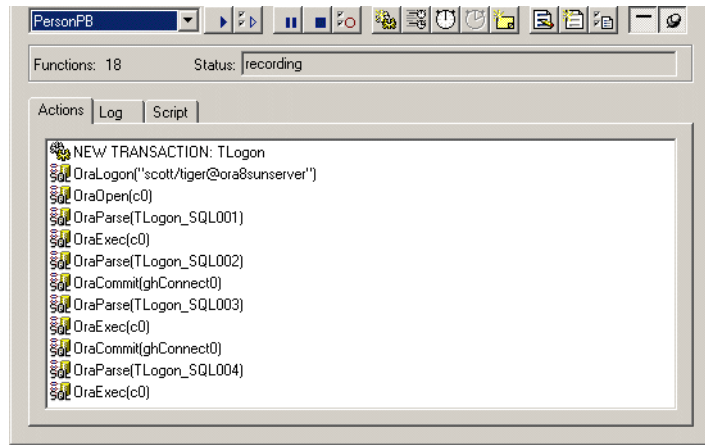 PersonPB
Functions: 18 Status: recording
Actions Log Script
NEW TRANSACTION: TLogon
OraLogon("scott/tiger@ora8sunserver")
OraOpen(c0)
OraParse(TLogon_SQL001)
OraExec(c0)
OraParse(TLogon_SQL002)
OraCommit(ghConnect0)
OraParse(TLogon_SQL003)
OraExec(c0)
OraCommit(ghConnect0)
OraParse(TLogon_SQL004)
OraExec(c0)